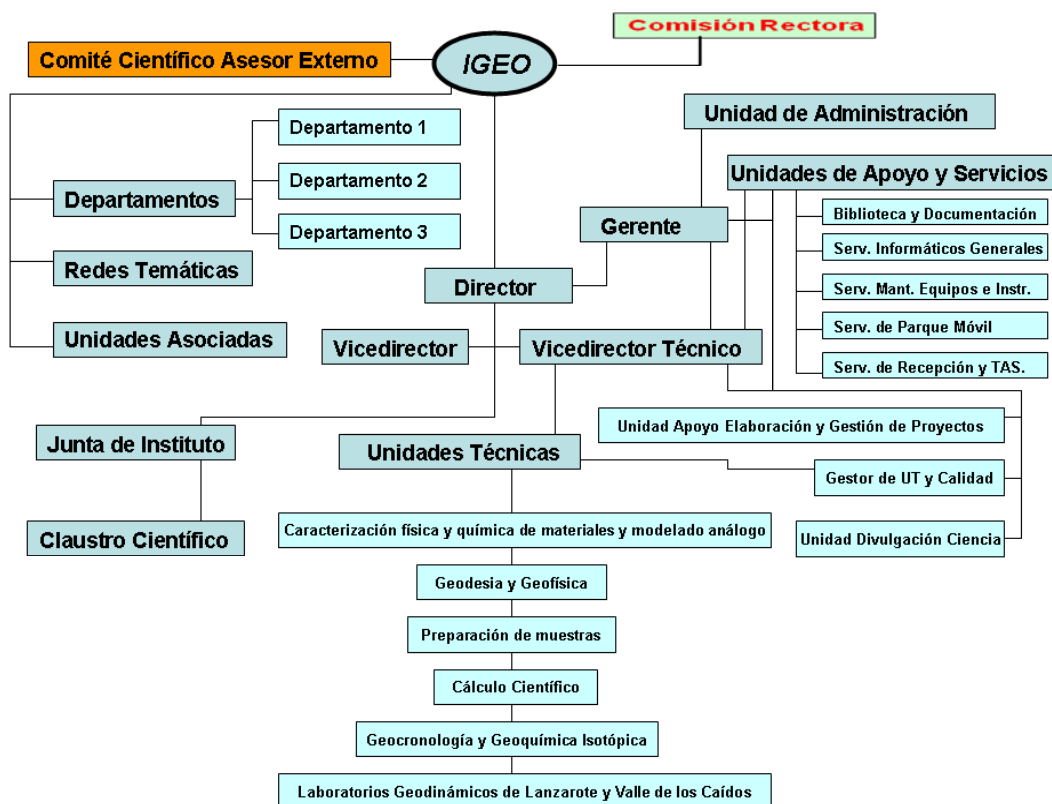 Comisión Rectora
Comité Científico Asesor Externo
IGEO
Unidad de Administración
Departamento 1
Departamento 2
Departamento 3
Departamentos
Unidades de Apoyo y Servicios
Biblioteca y Documentación
Serv. Informáticos Generales
Serv. Mant. Equipos e Instr.
Serv. de Parque Móvil
Serv. de Recepción y TAS.
Gerente
Redes Temáticas
Director
Unidades Asociadas
Vicedirector
Vicedirector Técnico
Unidad Apoyo Elaboración y Gestión de Proyectos
Junta de Instituto
Unidades Técnicas
Gestor de UT y Calidad
Claustro Científico
Unidad Divulgación Ciencia
Caracterización física y química de materiales y modelado análogo
Geodesia y Geofísica
Preparación de muestras
Cálculo Científico
Geocronología y Geoquímica Isotópica
Laboratorios Geodinámicos de Lanzarote y Valle de los Caídos